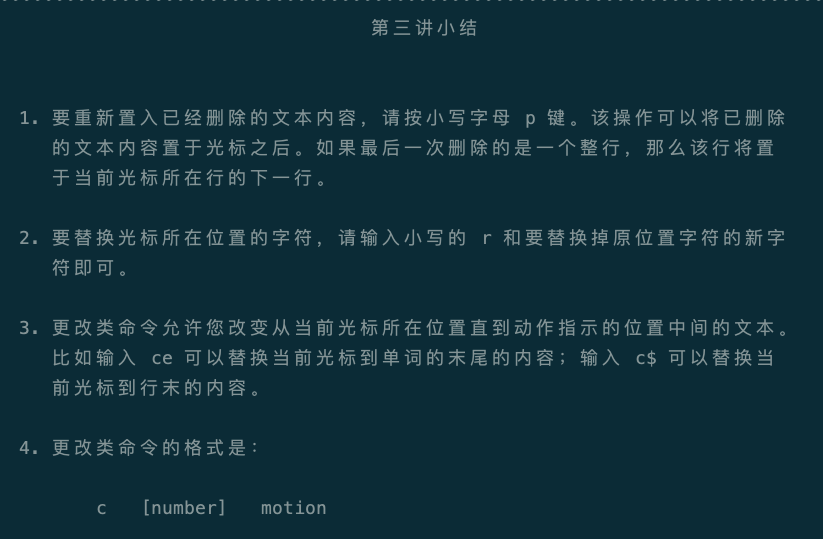 第三讲小结
1. 要重新置入已经删除的文本内容，请按小写字母 p 键。该操作可以将已删除
的文本内容置于光标之后。如果最后一次删除的是一个整行，那么该行将置
于当前光标所在行的下一行。
2. 要替换光标所在位置的字符，请输入小写的 r 和要替换掉原位置字符的新字
符即可。
3. 更改类命令允许您改变从当前光标所在位置直到动作指示的位置中间的文本。
比如输入 ce 可以替换当前光标到单词的末尾的内容；输入 c$ 可以替换当
前光标到行末的内容。
4. 更改类命令的格式是：
c [number] motion